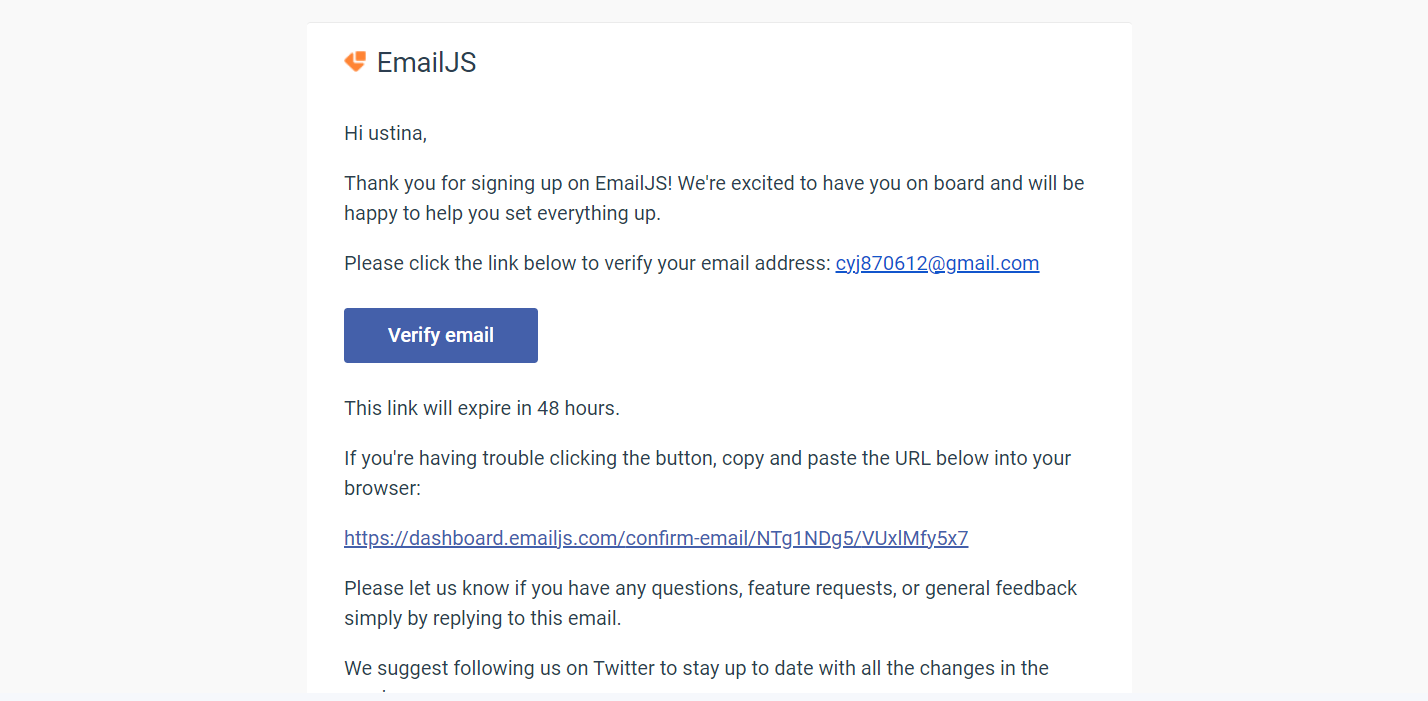 EmailJS
Hi ustina,
Thank you for signing up on EmailJS! We're excited to have you on board and will be
happy to help you set everything up.
Please click the link below to verify your email address: cyj870612@gmail.com
Verify email
This link will expire in 48 hours.
If you're having trouble clicking the button, copy and paste the URL below into your
browser:
https://dashboard.emailjs.com/confirm-email/NTg1NDg5/VUxlMfy5x7
Please let us know if you have any questions, feature requests, or general feedback
simply by replying to this email.
We suggest following us on Twitter to stay up to date with all the changes in the